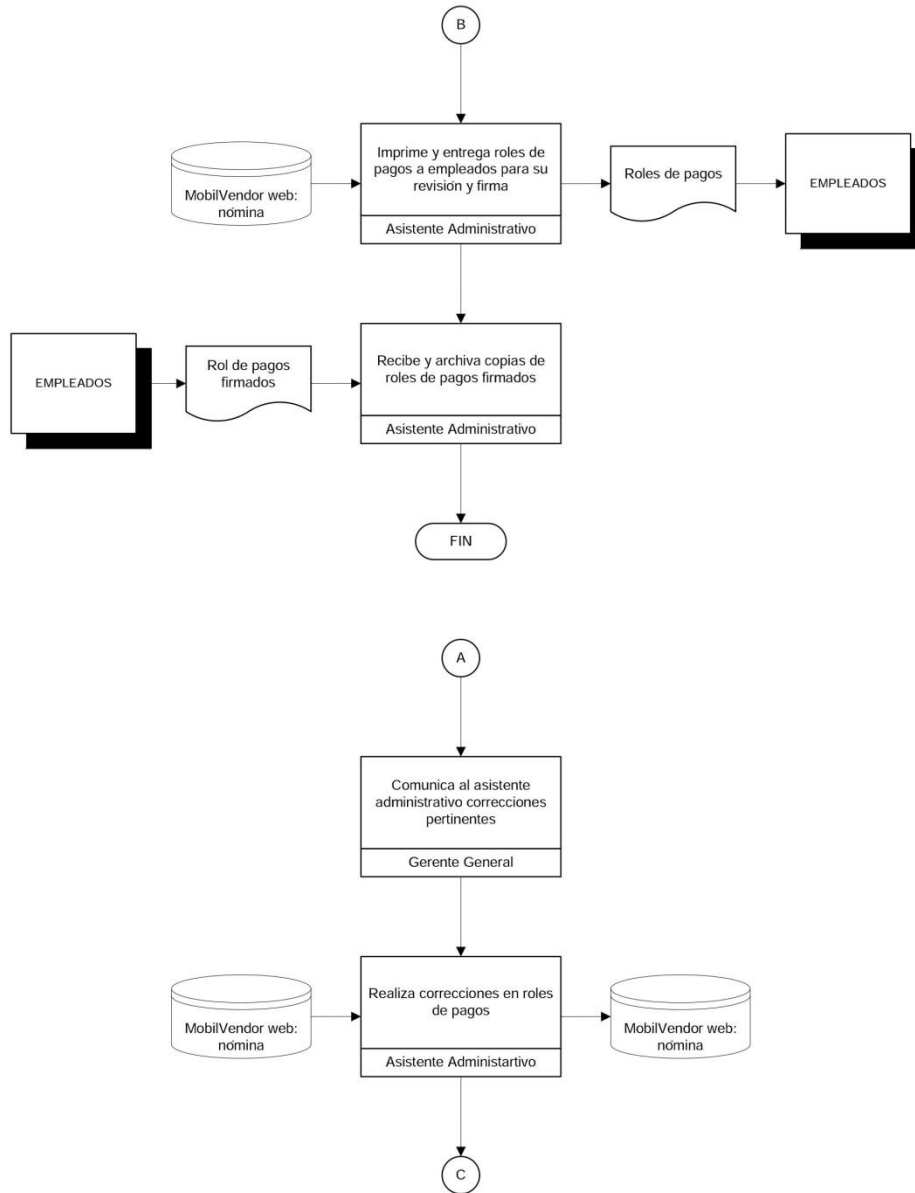 B
Imprime y entrega roles de
pagos a empleados para su
revisión y firma
Asistente Administrativo
MobilVendor web:
nómina
Roles de pagos
EMPLEADOS
EMPLEADOS
Rol de pagos
firmados
Recibe y archiva copias de
roles de pagos firmados
Asistente Administrativo
FIN
A
Comunica al asistente
administrativo correcciones
pertinentes
Gerente General
MobilVendor web:
nómina
Realiza correcciones en roles
de pagos
Asistente Administartivo
MobilVendor web:
nómina
C